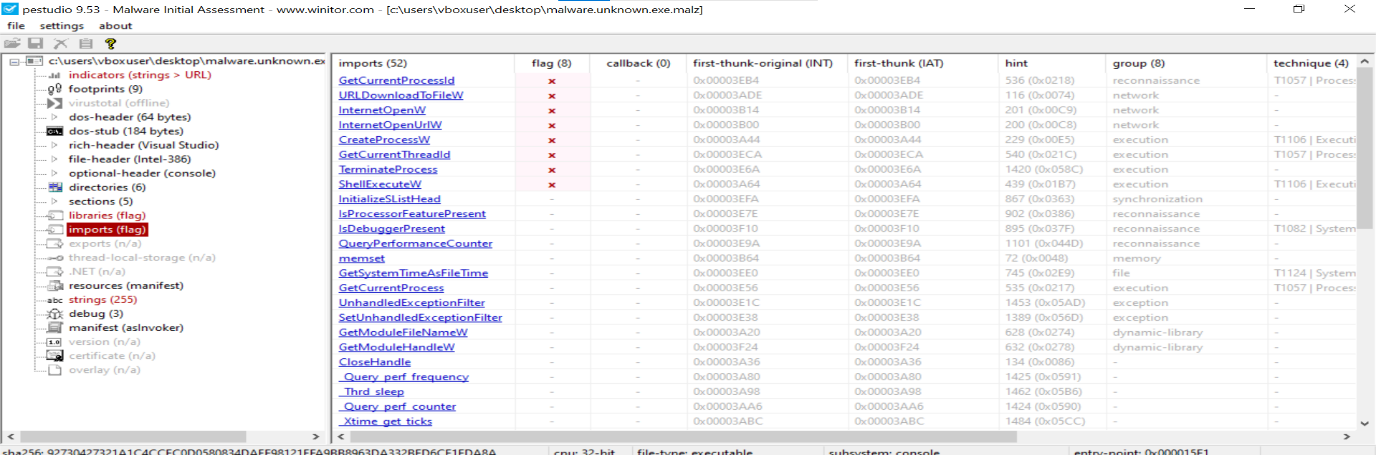 pestudio 9.53 - Malware Initial Assessment - www.winitor.com - [c:\users\vboxuser\desktop\malware.unknown.exe.malz]
file settings about
c:\users\vboxuser\desktop\malware.unknown.ex
indicators (strings > URL)
footprints (9)
virustotal (offline)
dos-header (64 bytes)
dos-stub (184 bytes)
rich-header (Visual Studio)
file-header (Intel-386)
optional-header (console)
directories (6)
sections (5)
libraries (flag)
imports (flag)
exports (n/a)
thread-local-storage (n/a)
.NET (n/a)
resources (manifest)
abc strings (255)
debug (3)
manifest (asInvoker)
1.0 version (n/a)
certificate (n/a)
overlay (n/a)
imports (52) flag (8) callback (0) first-thunk-original (INT) first-thunk (IAT) hint group (8) technique (4)
GetCurrentProcessId x - 0x00003EB4 0x00003EB4 536 (0x0218) reconnaissance T1057 | Process
URLDownloadToFileW x - 0x00003ADE 0x00003ADE 116 (0x0074) network -
InternetOpenW x - 0x00003B14 0x00003B14 201 (0x00C9) network -
InternetOpenUrlW x - 0x00003B00 0x00003B00 200 (0x00C8) network -
CreateProcessW x - 0x00003A44 0x00003A44 229 (0x00E5) execution T1106 | Executi
GetCurrentThreadId x - 0x00003ECA 0x00003ECA 540 (0x021C) execution T1057 | Process
TerminateProcess x - 0x00003E6A 0x00003E6A 1420 (0x058C) execution -
ShellExecuteW x - 0x00003A64 0x00003A64 439 (0x01B7) execution T1106 | Executi
InitializeSListHead - - 0x00003EFA 0x00003EFA 867 (0x0363) synchronization -
IsProcessorFeaturePresent - - 0x00003E7E 0x00003E7E 902 (0x0386) reconnaissance -
IsDebuggerPresent - - 0x00003F10 0x00003F10 895 (0x037F) reconnaissance T1082 | System
QueryPerformanceCounter - - 0x00003E9A 0x00003E9A 1101 (0x044D) reconnaissance -
memset - - 0x00003B64 0x00003B64 72 (0x0048) memory -
GetSystemTimeAsFileTime - - 0x00003EE0 0x00003EE0 745 (0x02E9) file T1124 | System
GetCurrentProcess - - 0x00003E56 0x00003E56 535 (0x0217) execution T1057 | Process
UnhandledExceptionFilter - - 0x00003E1C 0x00003E1C 1453 (0x05AD) exception -
SetUnhandledExceptionFilter - - 0x00003E38 0x00003E38 1389 (0x056D) exception -
GetModuleFileNameW - - 0x00003A20 0x00003A20 628 (0x0274) dynamic-library -
GetModuleHandleW - - 0x00003F24 0x00003F24 632 (0x0278) dynamic-library -
CloseHandle - - 0x00003A36 0x00003A36 134 (0x0086) - -
_Query_perf_frequency - - 0x00003A80 0x00003A80 1425 (0x0591) - -
_Thrd_sleep - - 0x00003A98 0x00003A98 1462 (0x05B6) - -
_Query_perf_counter - - 0x00003AA6 0x00003AA6 1424 (0x0590) - -
_Xtime_get_ticks - - 0x00003ABC 0x00003ABC 1484 (0x05CC) - -
cpu: 32-bit file-type: executable subsystem: console entry-point: 0x000015F1